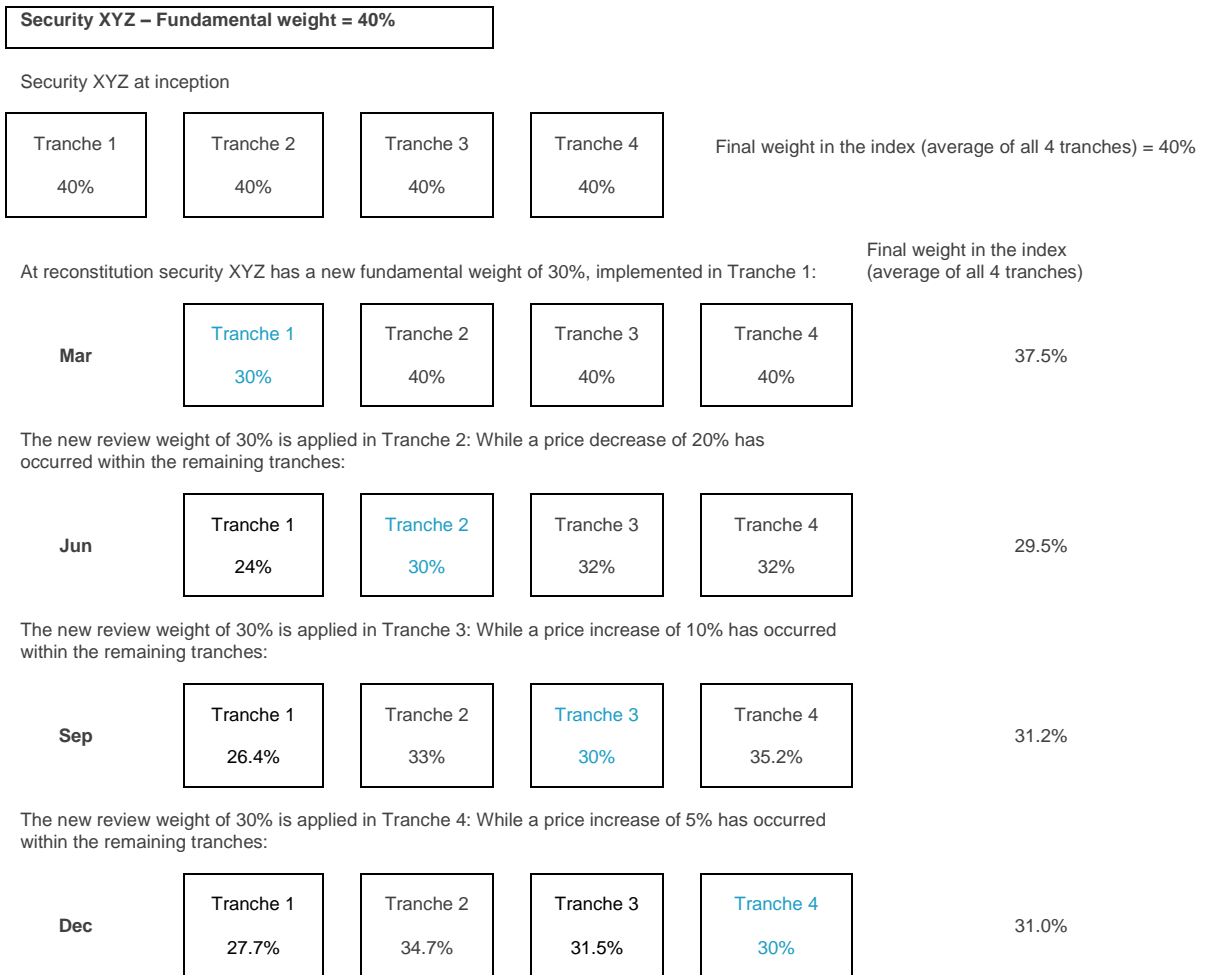 Security XYZ – Fundamental weight = 40%
Security XYZ at inception
Tranche 1 Tranche 2 Tranche 3 Tranche 4
Final weight in the index (average of all 4 tranches) = 40%
40% 40% 40% 40%
Final weight in the index
At reconstitution security XYZ has a new fundamental weight of 30%, implemented in Tranche 1: (average of all 4 tranches)
Tranche 1 Tranche 2 Tranche 3 Tranche 4
Mar 37.5%
30% 40% 40% 40%
The new review weight of 30% is applied in Tranche 2: While a price decrease of 20% has
occurred within the remaining tranches:
Tranche 1 Tranche 2 Tranche 3 Tranche 4
Jun 29.5%
24% 30% 32% 32%
The new review weight of 30% is applied in Tranche 3: While a price increase of 10% has occurred
within the remaining tranches:
Tranche 1 Tranche 2 Tranche 3 Tranche 4
Sep 31.2%
26.4% 33% 30% 35.2%
The new review weight of 30% is applied in Tranche 4: While a price increase of 5% has occurred
within the remaining tranches:
Tranche 1 Tranche 2 Tranche 3 Tranche 4
Dec 31.0%
27.7% 34.7% 31.5% 30%